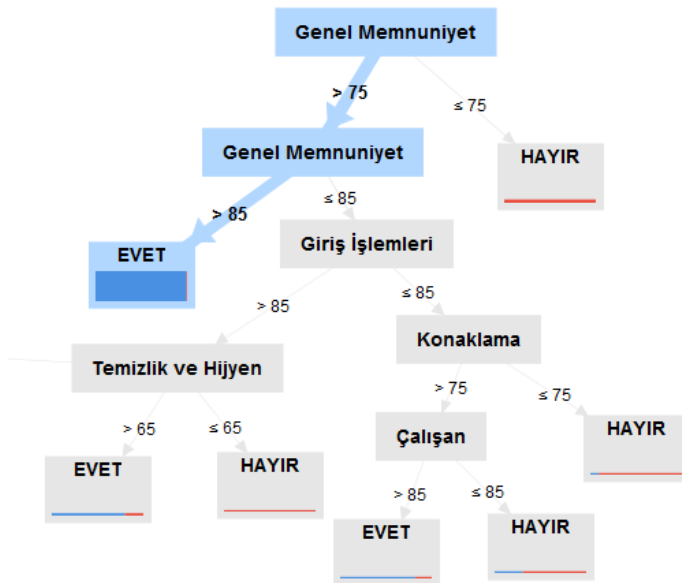 Genel Memnuniyet
> 75
≤ 75
Genel Memnuniyet
HAYIR
> 85
≤ 85
EVET
Giriş İşlemleri
> 85
≤ 85
Temizlik ve Hijyen
Konaklama
> 65
≤ 65
> 75
≤ 75
EVET
HAYIR
Çalışan
HAYIR
> 85
≤ 85
EVET
HAYIR